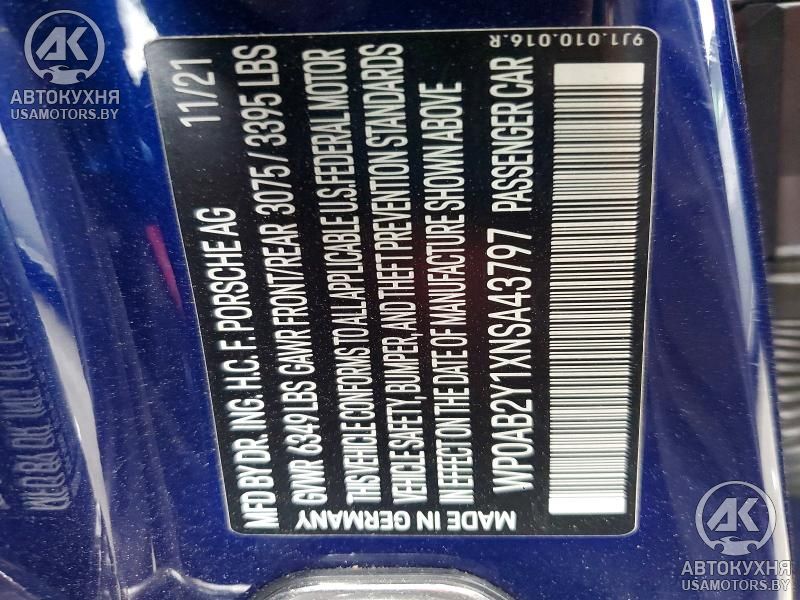 MFD BY DR. ING. H.C. F. PORSCHE AG 11/21
GVWR 6349 LBS GAWR FRONT/REAR 3075 / 3395 LBS
THIS VEHICLE CONFORMS TO ALL APPLICABLE U.S. FEDERAL MOTOR
VEHICLE SAFETY, BUMPER, AND THEFT PREVENTION STANDARDS
IN EFFECT ON THE DATE OF MANUFACTURE SHOWN ABOVE
MADE IN GERMANY
WP0AB2Y1XNSA43797 PASSENGER CAR
9J1.010.016.R
AK
АВТОКУХНЯ
USAMOTORS.BY
AK
АВТОКУХНЯ
USAMOTORS.BY